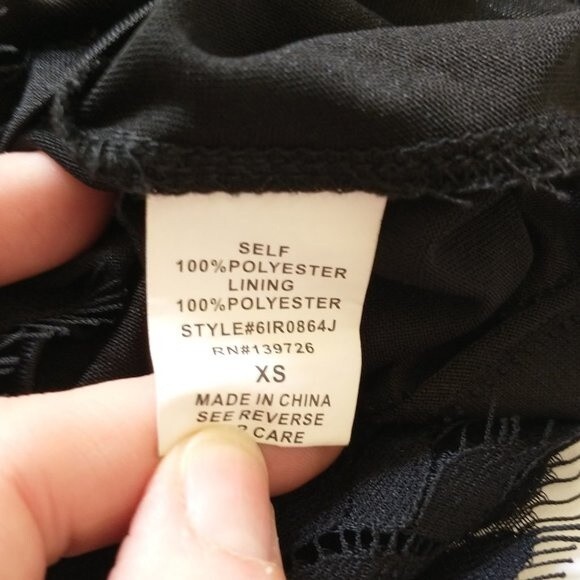 SELF
100%POLYESTER
LINING
100%POLYESTER
STYLE#6IR0864J
RN#139726
XS
MADE IN CHINA
SEE REVERSE
CARE